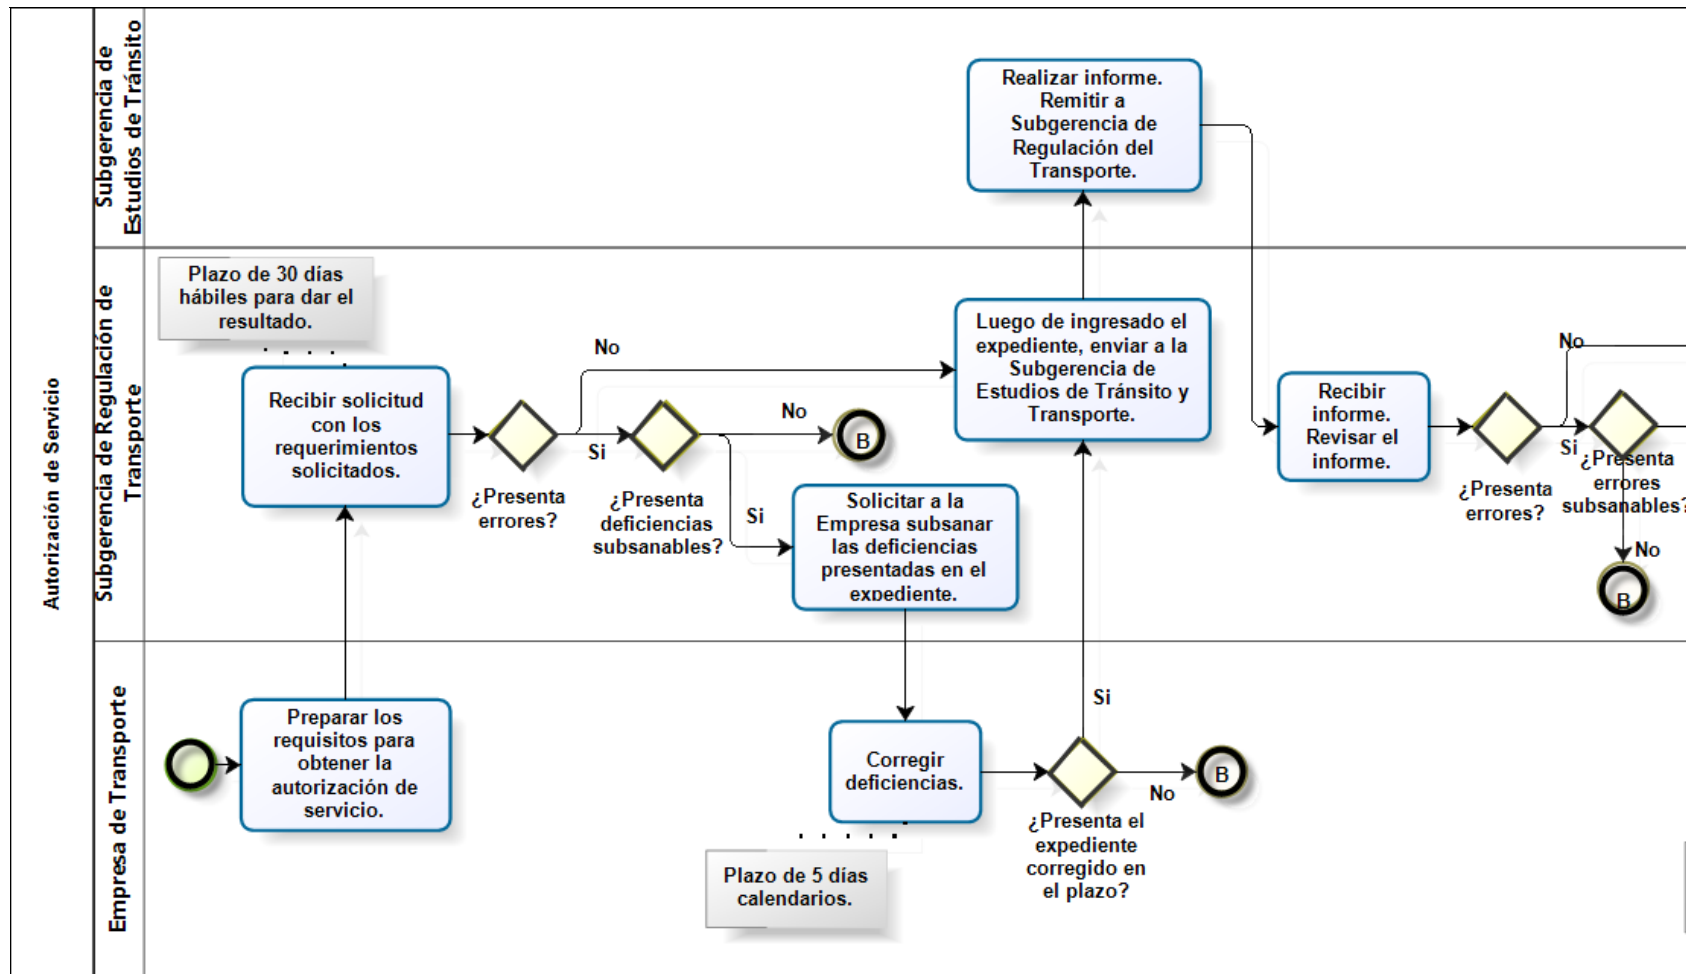 Autorización de Servicio
Subgerencia de
Estudios de Tránsito
Realizar informe.
Remitir a
Subgerencia de
Regulación del
Transporte.
Subgerencia de Regulación de
Transporte
Plazo de 30 días
hábiles para dar el
resultado.
Recibir solicitud
con los
requerimientos
solicitados.
¿Presenta
errores?
No
Si
¿Presenta
deficiencias
subsanables?
No
B
Si
Solicitar a la
Empresa subsanar
las deficiencias
presentadas en el
expediente.
Luego de ingresado el
expediente, enviar a la
Subgerencia de
Estudios de Tránsito y
Transporte.
Recibir
informe.
Revisar el
informe.
¿Presenta
errores?
No
Si
¿Presenta
errores
subsanables?
No
B
Empresa de Transporte
Preparar los
requisitos para
obtener la
autorización de
servicio.
Corregir
deficiencias.
Plazo de 5 días
calendarios.
¿Presenta el
expediente
corregido en
el plazo?
Si
No
B